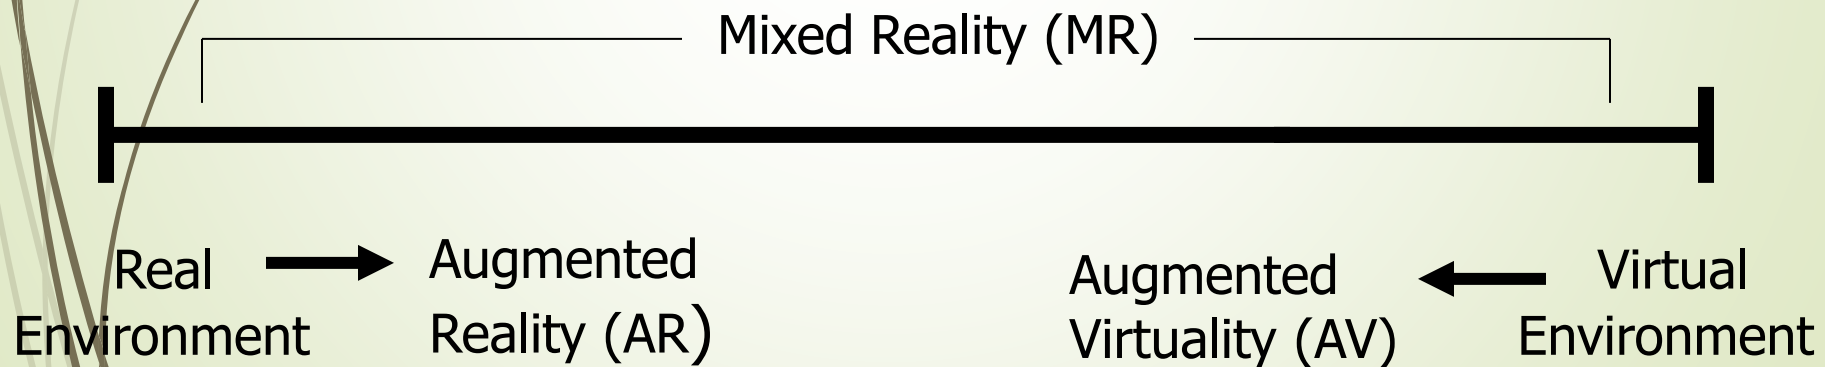 Mixed Reality (MR)
Real
Environment
Augmented
Reality (AR)
Augmented
Virtuality (AV)
Virtual
Environment